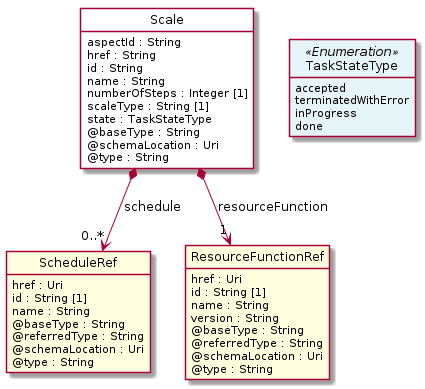 Scale
aspectId : String
href : String
id : String
name : String
numberOfSteps : Integer [1]
scaleType : String [1]
state : TaskStateType
@baseType : String
@schemaLocation : Uri
@type : String
«Enumeration»
TaskStateType
accepted
terminatedWithError
inProgress
done
schedule
resourceFunction
0..*
1
ScheduleRef
href : Uri
id : String [1]
name : String
@baseType : String
@referredType : String
@schemaLocation : Uri
@type : String
ResourceFunctionRef
href : Uri
id : String [1]
name : String
version : String
@baseType : String
@referredType : String
@schemaLocation : Uri
@type : String